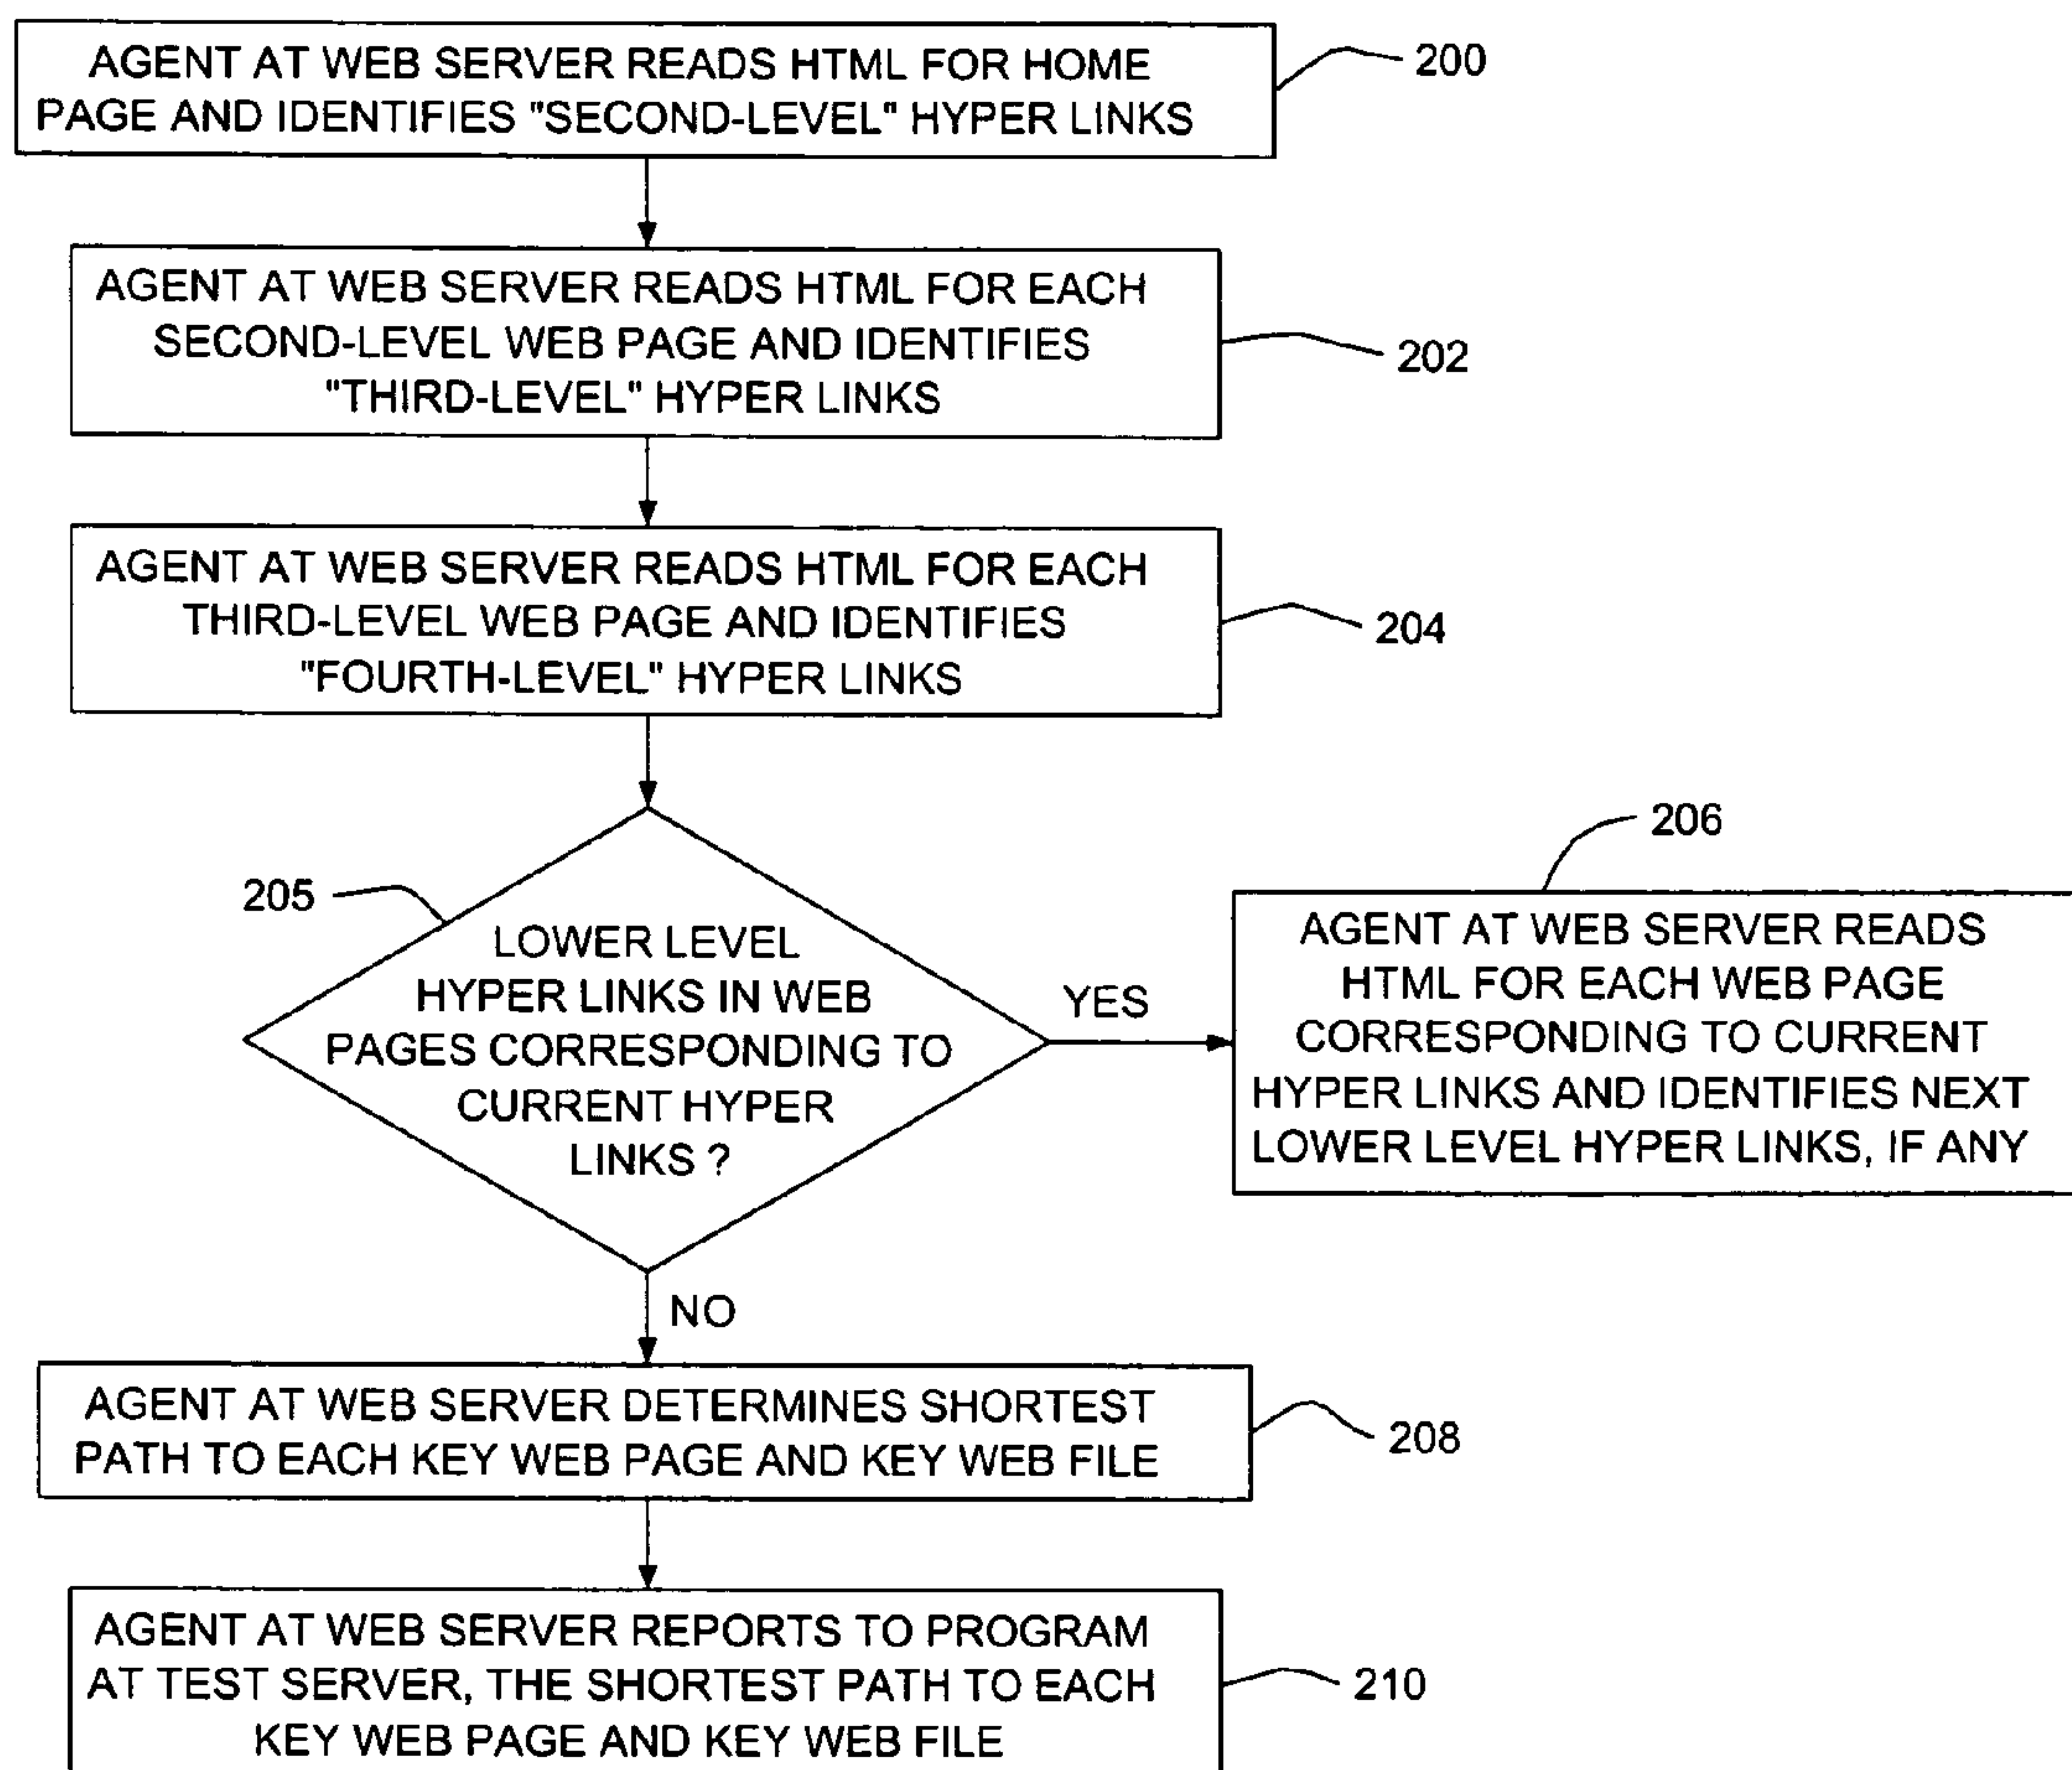 AGENT AT WEB SERVER READS HTML FOR HOME
PAGE AND IDENTIFIES "SECOND-LEVEL" HYPER LINKS
200
AGENT AT WEB SERVER READS HTML FOR EACH
SECOND-LEVEL WEB PAGE AND IDENTIFIES
"THIRD-LEVEL" HYPER LINKS
202
AGENT AT WEB SERVER READS HTML FOR EACH
THIRD-LEVEL WEB PAGE AND IDENTIFIES
"FOURTH-LEVEL" HYPER LINKS
204
205
LOWER LEVEL
HYPER LINKS IN WEB
PAGES CORRESPONDING TO
CURRENT HYPER
LINKS ?
YES
206
AGENT AT WEB SERVER READS
HTML FOR EACH WEB PAGE
CORRESPONDING TO CURRENT
HYPER LINKS AND IDENTIFIES NEXT
LOWER LEVEL HYPER LINKS, IF ANY
NO
AGENT AT WEB SERVER DETERMINES SHORTEST
PATH TO EACH KEY WEB PAGE AND KEY WEB FILE
208
AGENT AT WEB SERVER REPORTS TO PROGRAM
AT TEST SERVER, THE SHORTEST PATH TO EACH
KEY WEB PAGE AND KEY WEB FILE
210